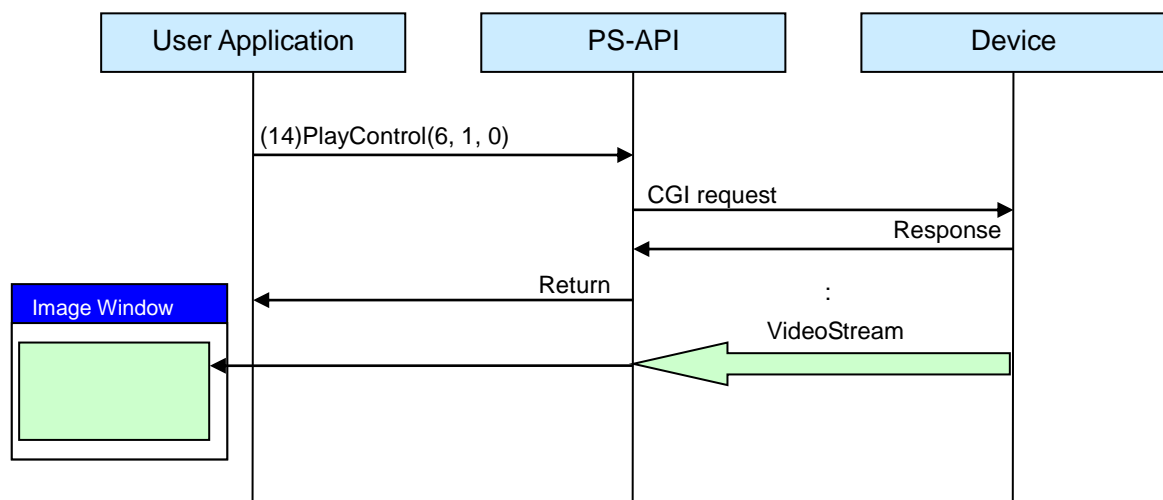 User Application
PS-API
Device
(14)PlayControl(6, 1, 0)
CGI request
Response
Return
:
Image Window
VideoStream